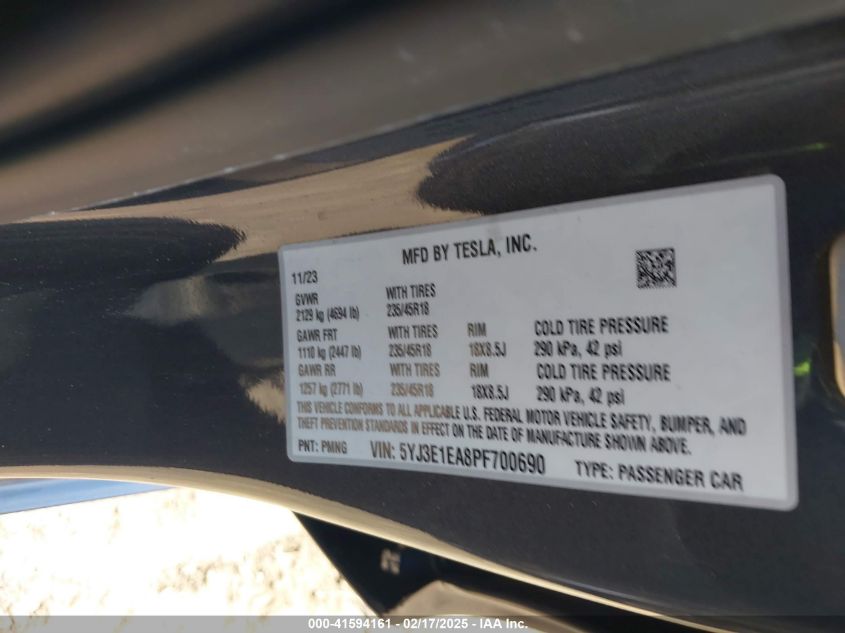 MFD BY TESLA, INC.
11/23
GVWR WITH TIRES
2129 kg (4694 lb) 235/45R18
GAWR FRT WITH TIRES RIM COLD TIRE PRESSURE
1110 kg (2447 lb) 235/45R18 18X8.5J 290 kPa, 42 psi
GAWR RR WITH TIRES RIM COLD TIRE PRESSURE
1257 kg (2771 lb) 235/45R18 18X8.5J 290 kPa, 42 psi
THIS VEHICLE CONFORMS TO ALL APPLICABLE U.S. FEDERAL MOTOR VEHICLE SAFETY, BUMPER, AND
THEFT PREVENTION STANDARDS IN EFFECT ON THE DATE OF MANUFACTURE SHOWN ABOVE.
PNT: PMNG VIN: 5YJ3E1EA8PF700690 TYPE: PASSENGER CAR
000-41594161 - 02/17/2025 - IAAI Inc.